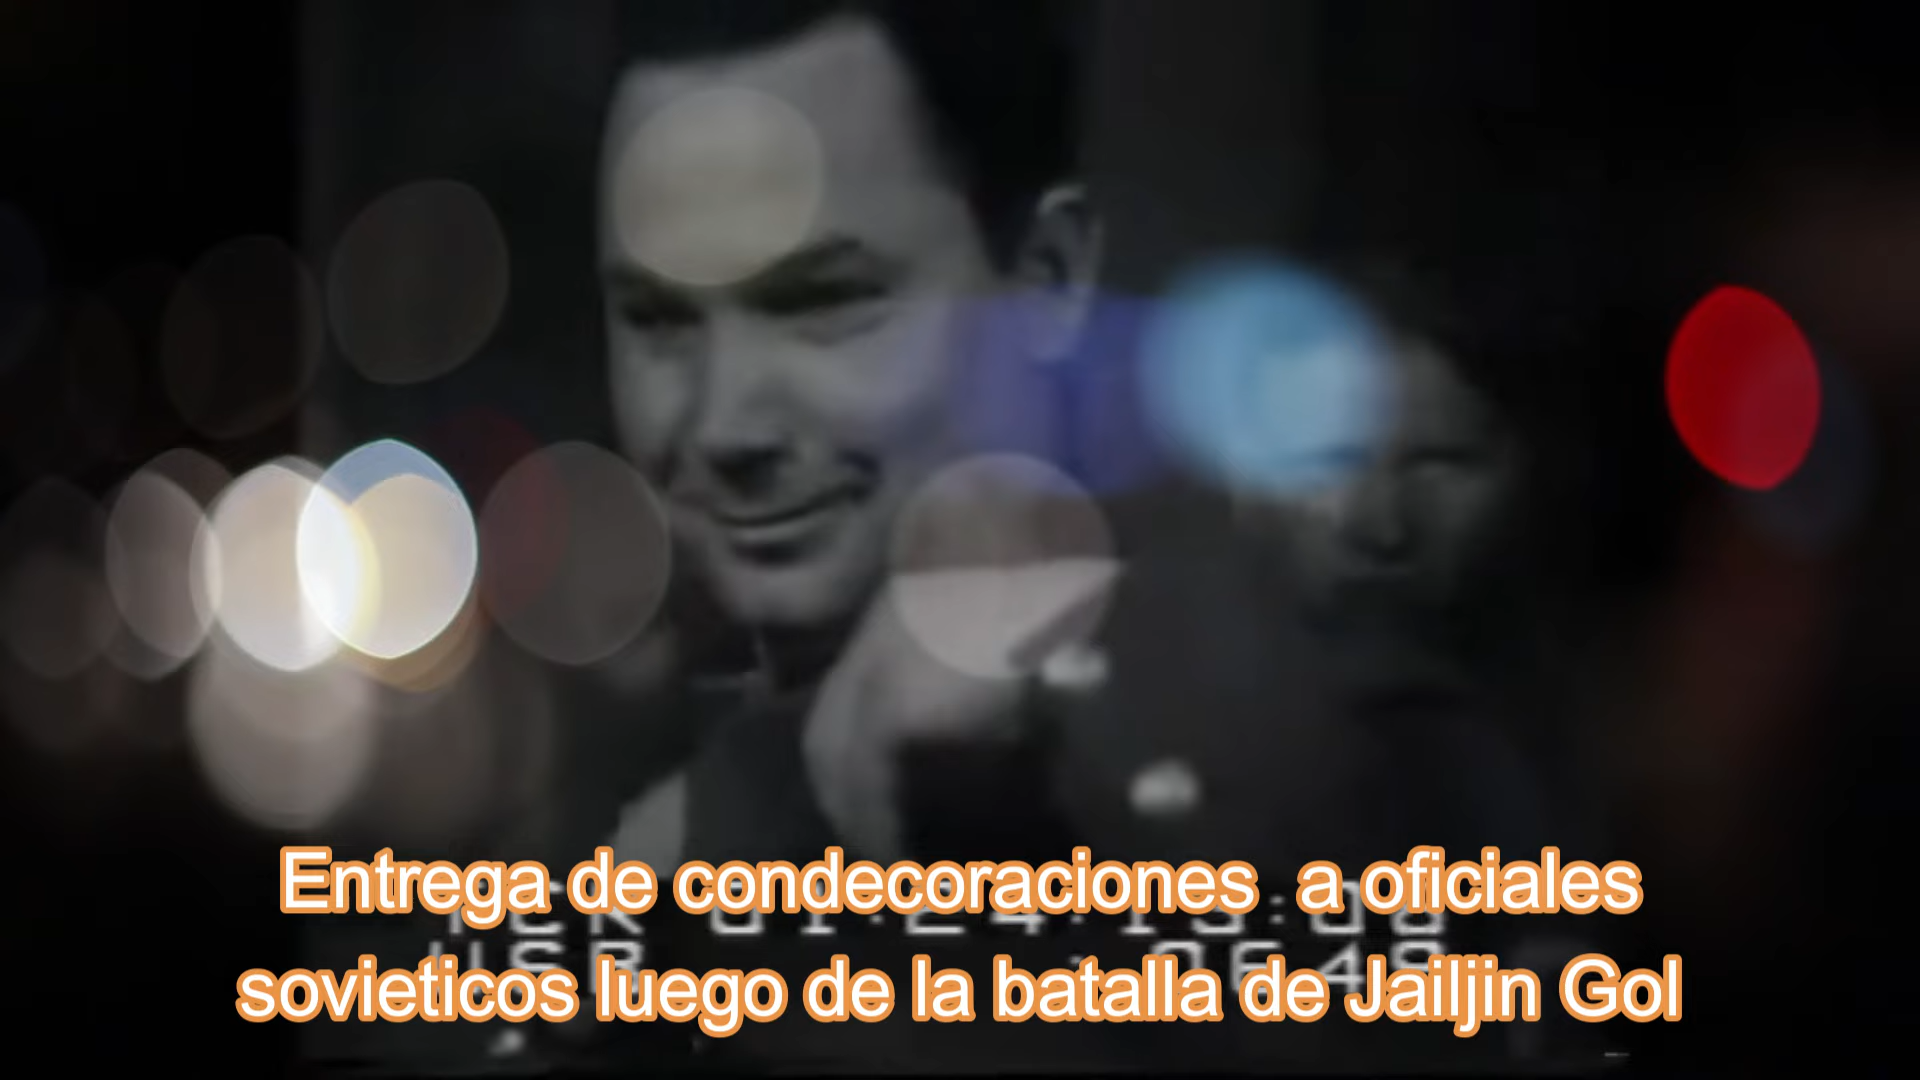 Entrega de condecoraciones a oficiales
sovieticos luego de la batalla de Jailjin Gol